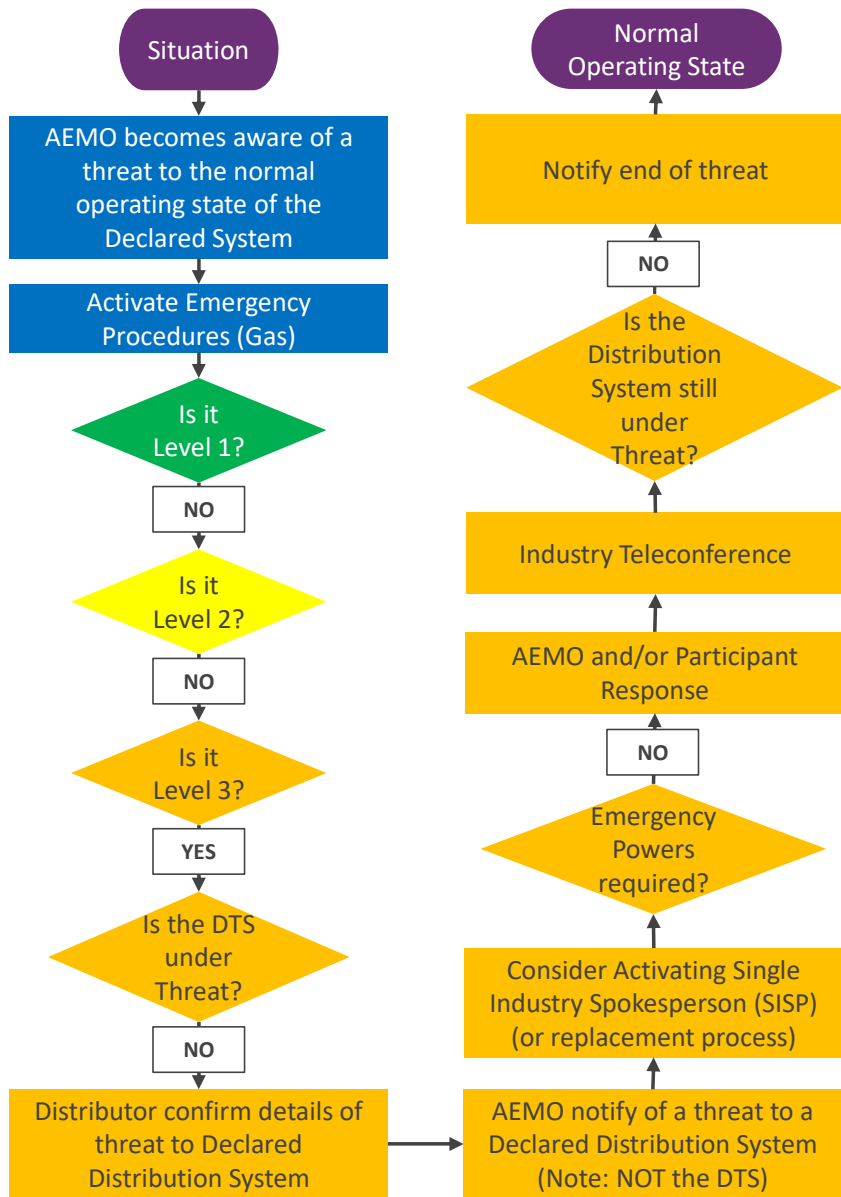 Situation
AEMO becomes aware of a
threat to the normal
operating state of the
Declared System
Activate Emergency
Procedures (Gas)
Is it
Level 1?
NO
Is it
Level 2?
NO
Is it
Level 3?
YES
Is the DTS
under
Threat?
NO
Distributor confirm details of
threat to Declared
Distribution System
AEMO notify of a threat to a
Declared Distribution System
(Note: NOT the DTS)
Consider Activating Single
Industry Spokesperson (SISP)
(or replacement process)
Emergency
Powers
required?
NO
AEMO and/or Participant
Response
Industry Teleconference
Is the
Distribution
System still
under
Threat?
NO
Notify end of threat
Normal
Operating State